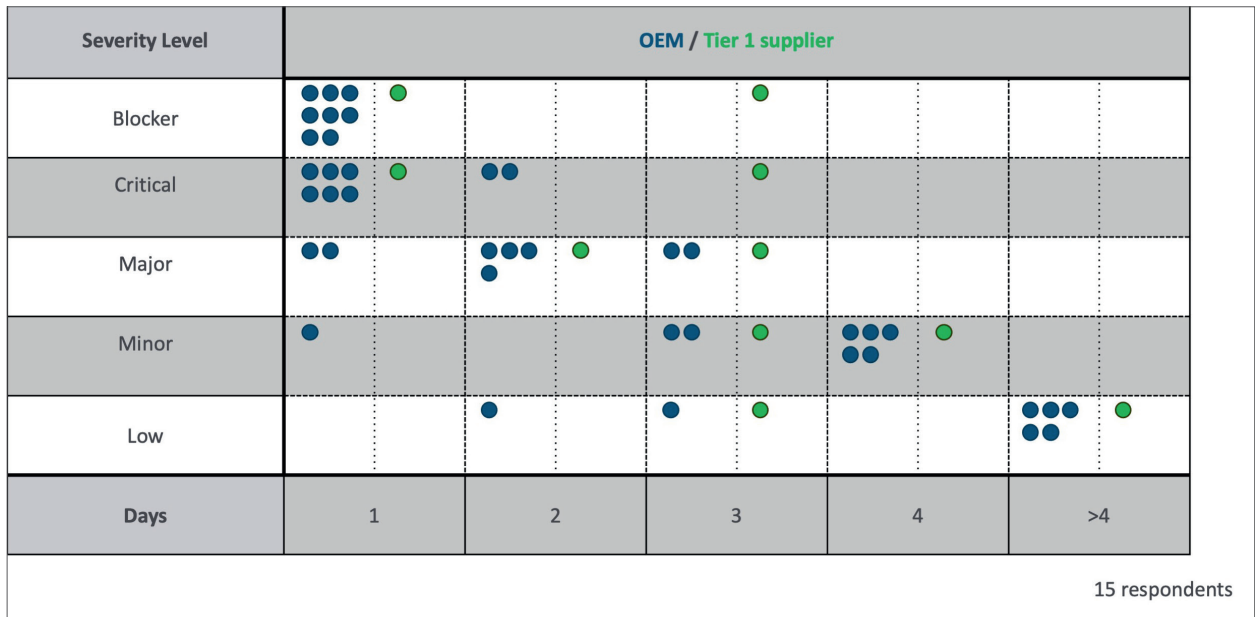 Severity Level
OEM / Tier 1 supplier
Blocker
Critical
Major
Minor
Low
Days
1
2
3
4
>4
15 respondents